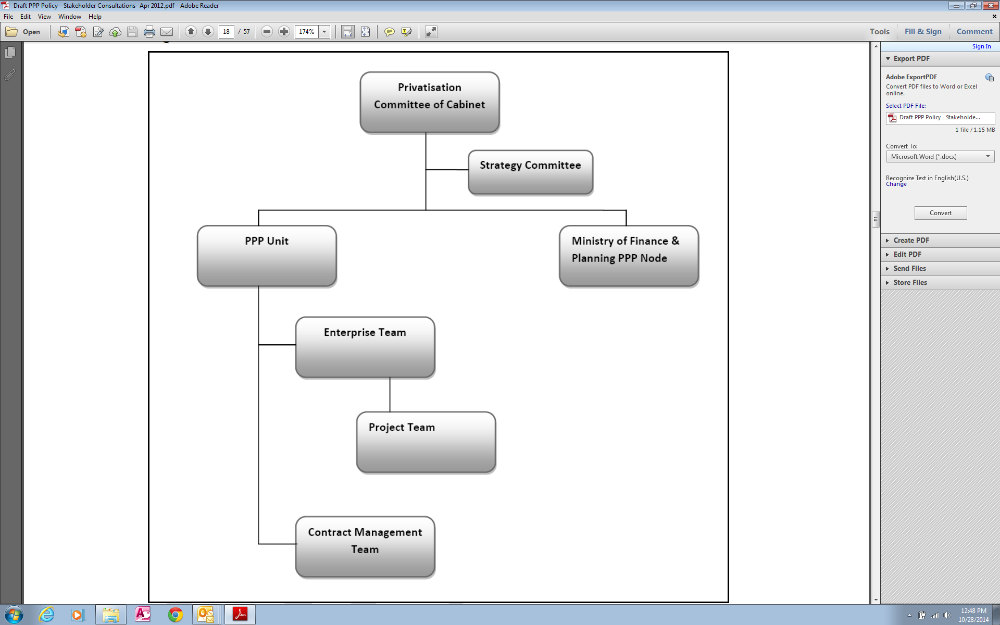 Draft PPP Policy - Stakeholder Consultations- Apr 2012.pdf - Adobe Reader
File Edit View Window Help
Open 18 / 57 174% Tools Fill & Sign Comment
Sign In
Export PDF
Adobe ExportPDF
Convert PDF files to Word or Excel
online.
Select PDF File:
Draft PPP Policy - Stakeholde...
1 file / 1.15 MB
Convert To:
Microsoft Word (*.docx)
Recognize Text in English(U.S.)
Change
Convert
Create PDF
Edit PDF
Send Files
Store Files
Privatisation
Committee of Cabinet
Strategy Committee
PPP Unit
Ministry of Finance &
Planning PPP Node
Enterprise Team
Project Team
Contract Management
Team
12:48 PM
10/28/2014